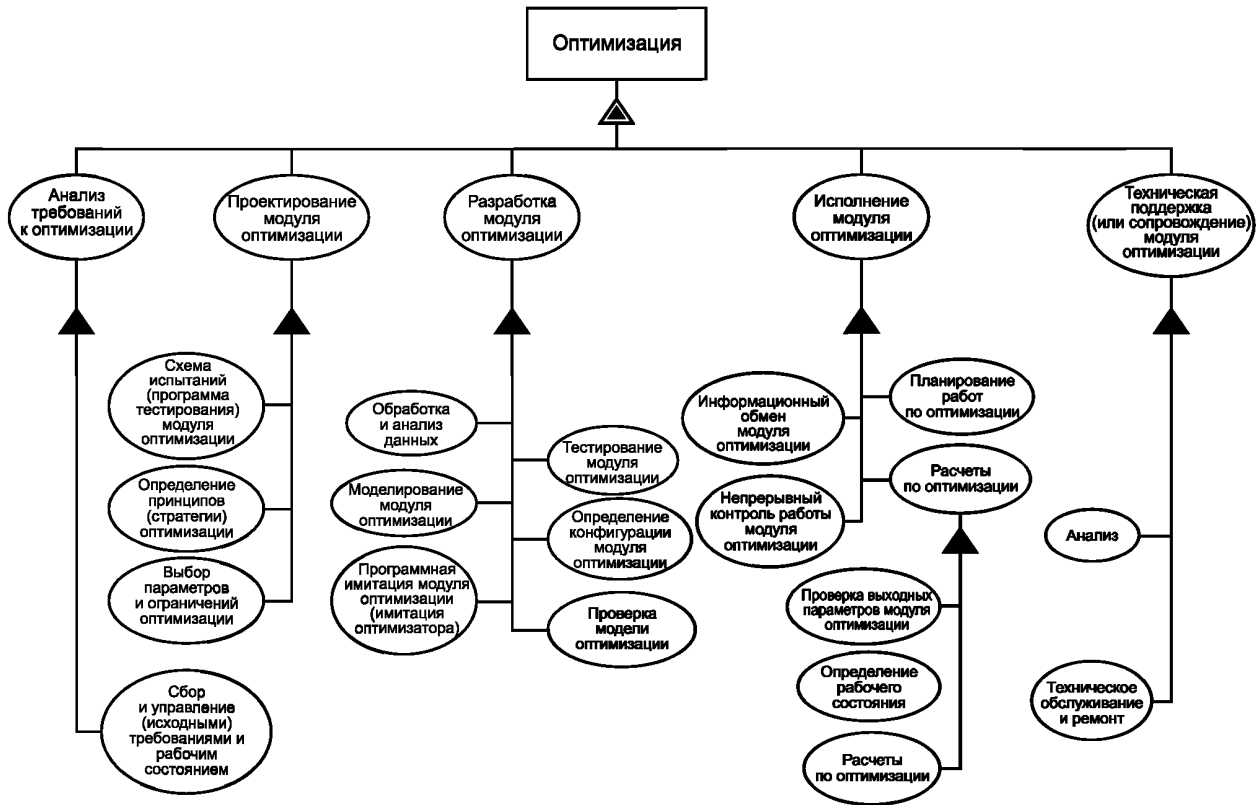 Оптимизация
Анализ
требований
к оптимизации
Проектирование
модуля
оптимизации
Разработка
модуля
оптимизации
Исполнение
модуля
оптимизации
Техническая
поддержка
(или сопровождение)
модуля
оптимизации
Схема
испытаний
(программа
тестирования)
модуля
оптимизации
Определение
принципов
(стратегии)
оптимизации
Выбор
параметров
и ограничений
оптимизации
Сбор
и управление
(исходными)
требованиями и
рабочим
состоянием
Обработка
и анализ
данных
Моделирование
модуля
оптимизации
Программная
имитация модуля
оптимизации
(имитация
оптимизатора)
Тестирование
модуля
оптимизации
Определение
конфигурации
модуля
оптимизации
Проверка
модели
оптимизации
Информационный
обмен
модуля
оптимизации
Непрерывный
контроль работы
модуля
оптимизации
Планирование
работ
по оптимизации
Расчеты
по оптимизации
Проверка выходных
параметров модуля
оптимизации
Определение
рабочего
состояния
Расчеты
по оптимизации
Анализ
Техническое
обслуживание
и ремонт